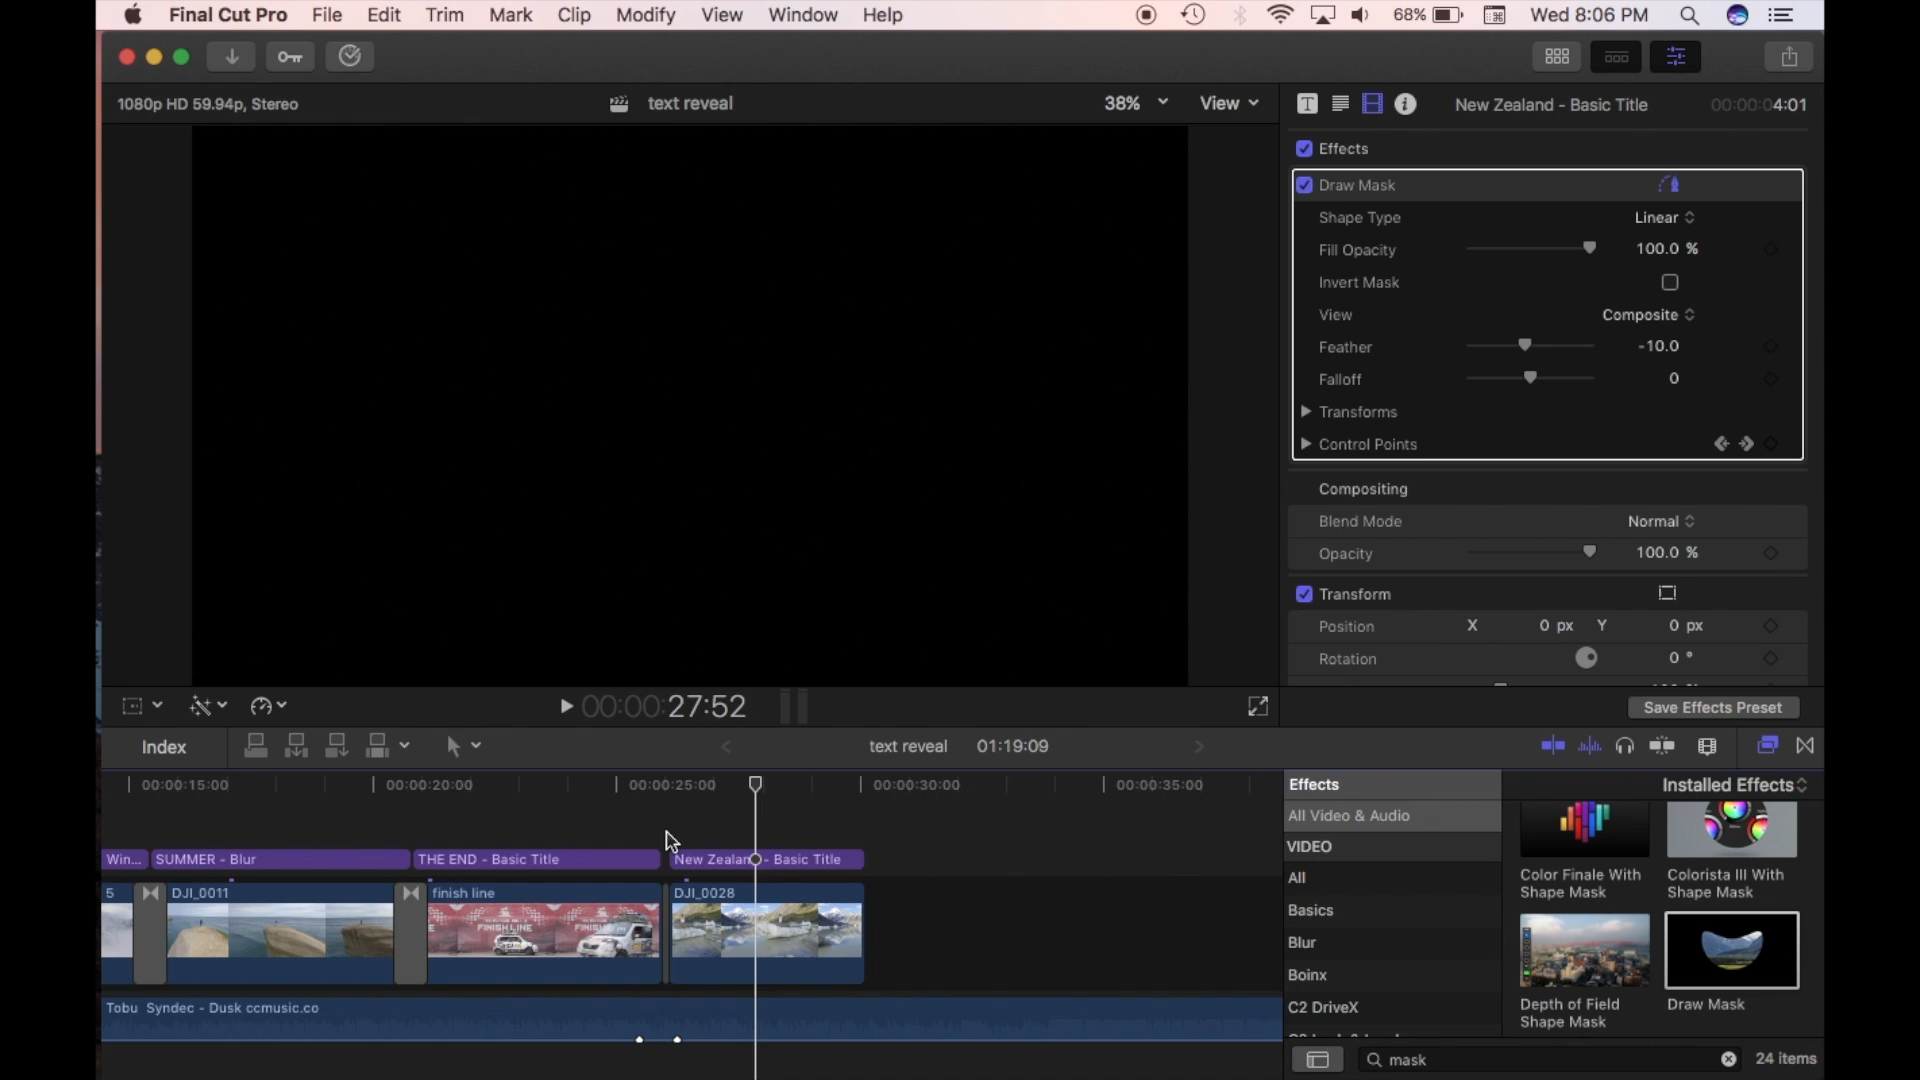 Final Cut Pro File Edit Trim Mark Clip Modify View Window Help 68% Wed 8:06 PM
1080p HD 59.94p, Stereo text reveal 38% View New Zealand - Basic Title 00:00:04:01
Effects
Draw Mask
Shape Type Linear
Fill Opacity 100.0 %
Invert Mask
View Composite
Feather -10.0
Falloff 0
Transforms
Control Points
Compositing
Blend Mode Normal
Opacity 100.0 %
Transform
Position X 0 px Y 0 px
Rotation 0 °
00:00:27:52 Save Effects Preset
Index text reveal 01:19:09
00:00:15:00 00:00:20:00 00:00:25:00 00:00:30:00 00:00:35:00
Effects Installed Effects
All Video & Audio
VIDEO
All
Basics
Blur
Boinx
C2 DriveX
Color Finale With Shape Mask
Colorista III With Shape Mask
Depth of Field Shape Mask
Draw Mask
Win... SUMMER - Blur THE END - Basic Title New Zealan - Basic Title
5 DJI_0011 finish line DJI_0028
FINISH LINE
Tobu Syndec - Dusk ccmusic.co
mask 24 items